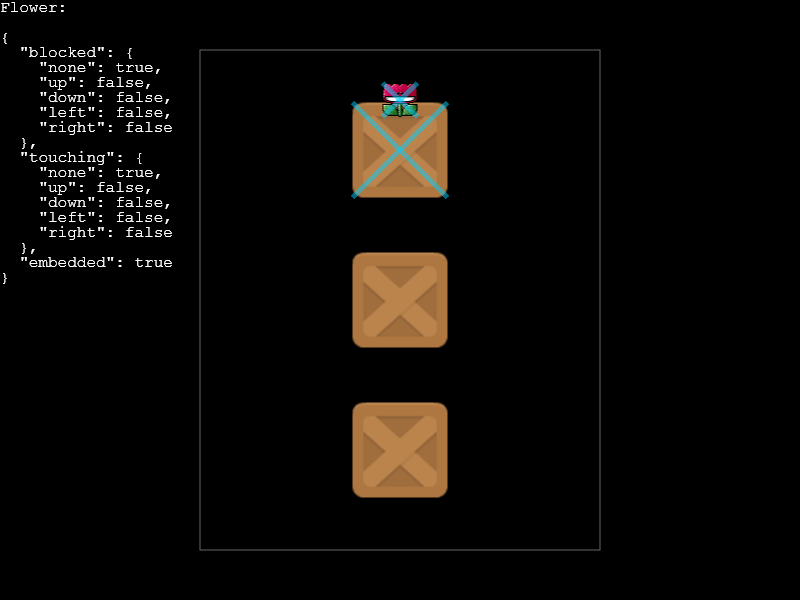 Flower:
{
"blocked": {
"none": true,
"up": false,
"down": false,
"left": false,
"right": false
},
"touching": {
"none": true,
"up": false,
"down": false,
"left": false,
"right": false
},
"embedded": true
}